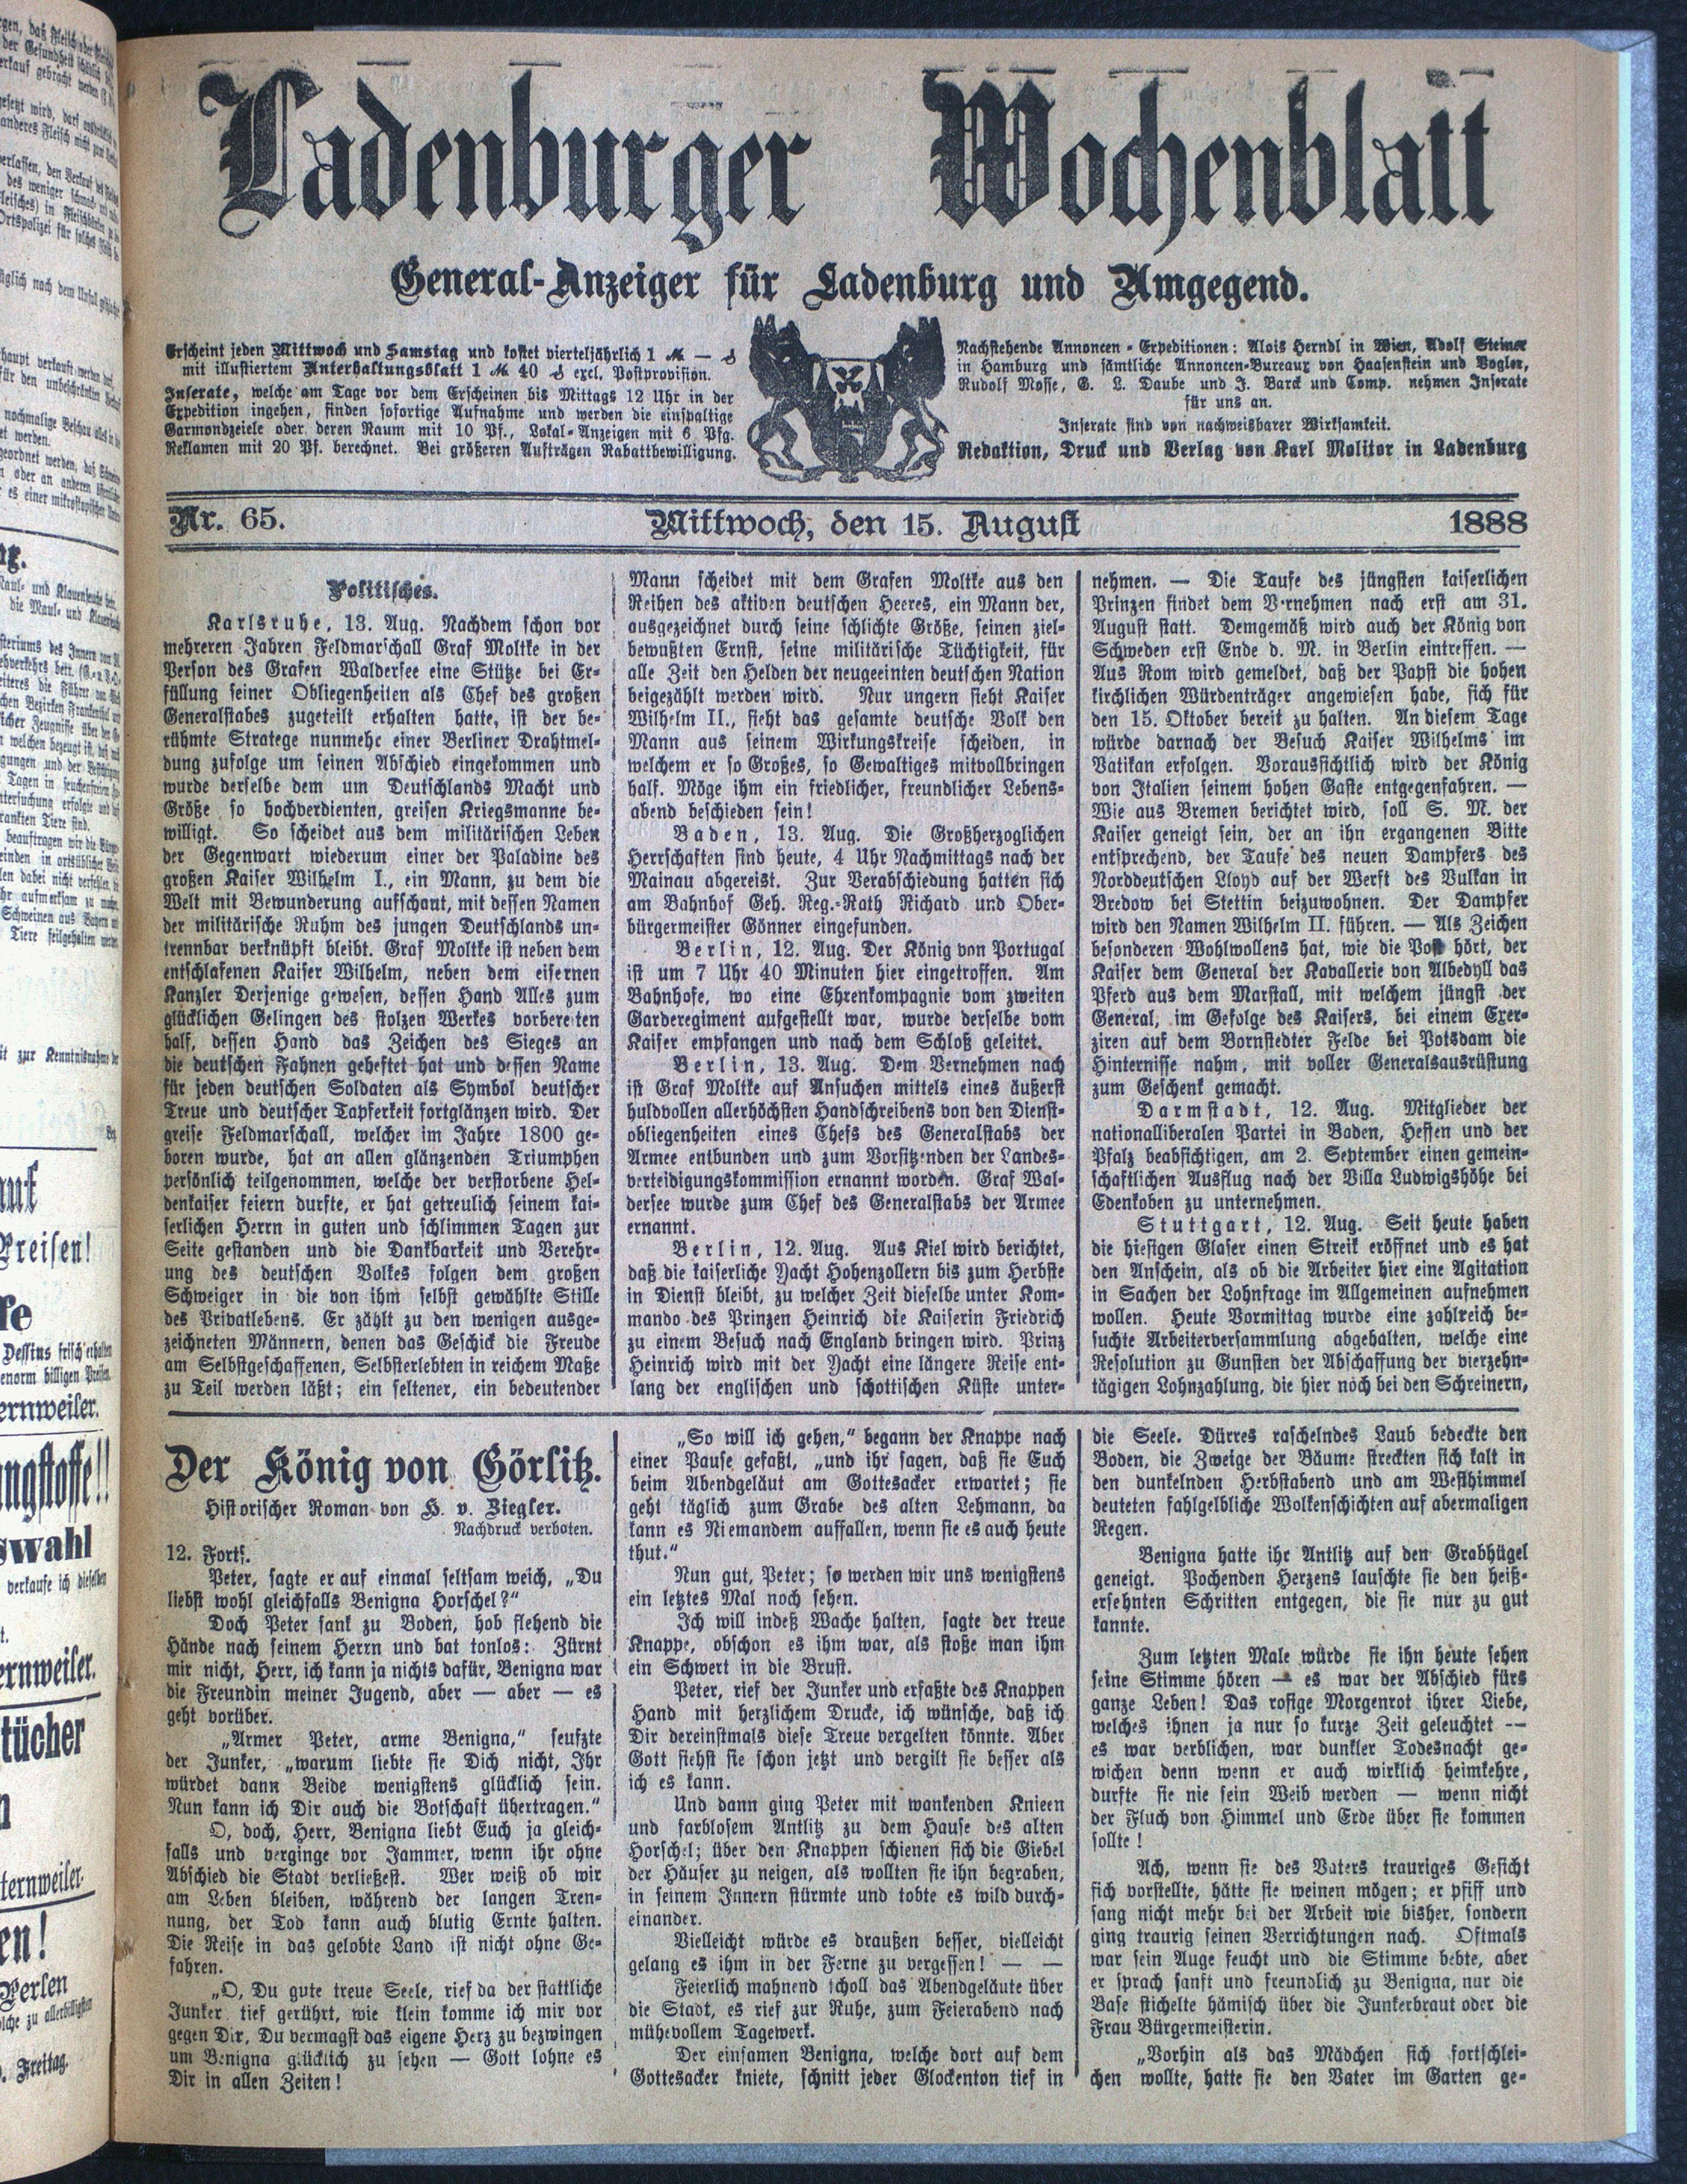 Ladenburger Wochenblatt
General-Anzeiger für Ladenburg und Umgegend.
Erscheint jeden Mittwoch und Samstag und kostet vierteljährlich 1 ℳ — ₰
mit illustriertem Unterhaltungsblatt 1 ℳ 40 ₰ excl. Postprovision.
Inserate, welche am Tage vor dem Erscheinen bis Mittags 12 Uhr in der
Expedition ingehen, finden sofortige Aufnahme und werden die einspaltige
Garmondzeiele oder deren Raum mit 10 Pf., Lokal-Anzeigen mit 6 Pfg.
Reklamen mit 20 Pf. berechnet. Bei größeren Aufträgen Rabattbewilligung.
Nachstehende Annoncen-Expeditionen: Alois Herndl in Wien, Adolf Steiner
in Hamburg und sämtliche Annoncen-Bureaux von Haasenstein und Vogler,
Rudolf Mosse, G. L. Daube und J. Barck und Comp. nehmen Inserate
für uns an.
Inserate sind von nachweisbarer Wirksamkeit.
Redaktion, Druck und Verlag von Karl Molitor in Ladenburg
Nr. 65.
Mittwoch, den 15. August
1888
Politisches.
Karlsruhe, 13. Aug. Nachdem schon vor
mehreren Jahren Feldmarschall Graf Moltke in der
Person des Grafen Waldersee eine Stütze bei Er-
füllung seiner Obliegenheiten als Chef des großen
Generalstabes zugeteilt erhalten hatte, ist der be-
rühmte Stratege nunmehr einer Berliner Drahtmel-
dung zufolge um seinen Abschied eingekommen und
wurde derselbe dem um Deutschlands Macht und
Größe so hochverdienten, greisen Kriegsmanne be-
willigt. So scheidet aus dem militärischen Leben
der Gegenwart wiederum einer der Paladine des
großen Kaiser Wilhelm I., ein Mann, zu dem die
Welt mit Bewunderung aufschaut, mit dessen Namen
der militärische Ruhm des jungen Deutschlands un-
trennbar verknüpft bleibt. Graf Moltke ist neben dem
entschlafenen Kaiser Wilhelm, neben dem eisernen
Kanzler Derjenige gewesen, dessen Hand Alles zum
glücklichen Gelingen des stolzen Werkes vorbereiten
half, dessen Hand das Zeichen des Sieges an
die deutschen Fahnen geheftet hat und dessen Name
für jeden deutschen Soldaten als Symbol deutscher
Treue und deutscher Tapferkeit fortglänzen wird. Der
greise Feldmarschall, welcher im Jahre 1800 ge-
boren wurde, hat an allen glänzenden Triumphen
persönlich teilgenommen, welche der verstorbene Hel-
denkaiser feiern durfte, er hat getreulich seinem kai-
serlichen Herrn in guten und schlimmen Tagen zur
Seite gestanden und die Dankbarkeit und Verehr-
ung des deutschen Volkes folgen dem großen
Schweiger in die von ihm selbst gewählte Stille
des Privatlebens. Er zählt zu den wenigen ausge-
zeichneten Männern, denen das Geschick die Freude
am Selbstgeschaffenen, Selbsterlebten in reichem Maße
zu Teil werden läßt; ein seltener, ein bedeutender
Mann scheidet mit dem Grafen Moltke aus den
Reihen des aktiven deutschen Heeres, ein Mann der,
ausgezeichnet durch seine schlichte Größe, seinen ziel-
bewußten Ernst, seine militärische Tüchtigkeit, für
alle Zeit den Helden der neugeeinten deutschen Nation
beigezählt werden wird. Nur ungern sieht Kaiser
Wilhelm II., sieht das gesamte deutsche Volk den
Mann aus seinem Wirkungskreise scheiden, in
welchem er so Großes, so Gewaltiges mitvollbringen
half. Möge ihm ein friedlicher, freundlicher Lebens-
abend beschieden sein!
Baden, 13. Aug. Die Großherzoglichen
Herrschaften sind heute, 4 Uhr Nachmittags nach der
Mainau abgereist. Zur Verabschiedung hatten sich
am Bahnhof Geh. Reg.-Rath Richard und Ober-
bürgermeister Gönner eingefunden.
Berlin, 12. Aug. Der König von Portugal
ist um 7 Uhr 40 Minuten hier eingetroffen. Am
Bahnhofe, wo eine Ehrenkompagnie vom zweiten
Garderegiment aufgestellt war, wurde derselbe vom
Kaiser empfangen und nach dem Schloß geleitet.
Berlin, 13. Aug. Dem Vernehmen nach
ist Graf Moltke auf Ansuchen mittels eines äußerst
huldvollen allerhöchsten Handschreibens von den Dienst-
obliegenheiten eines Chefs des Generalstabs der
Armee entbunden und zum Vorsitzenden der Landes-
verteidigungskommission ernannt worden. Graf Wal-
dersee wurde zum Chef des Generalstabs der Armee
ernannt.
Berlin, 12. Aug. Aus Kiel wird berichtet,
daß die kaiserliche Yacht Hohenzollern bis zum Herbste
in Dienst bleibt, zu welcher Zeit dieselbe unter Kom-
mando des Prinzen Heinrich die Kaiserin Friedrich
zu einem Besuch nach England bringen wird. Prinz
Heinrich wird mit der Yacht eine längere Reise ent-
lang der englischen und schottischen Küste unter-
nehmen. — Die Taufe des jüngsten kaiserlichen
Prinzen findet dem Vernehmen nach erst am 31.
August statt. Demgemäß wird auch der König von
Schweden erst Ende d. M. in Berlin eintreffen. —
Aus Rom wird gemeldet, daß der Papst die hohen
kirchlichen Würdenträger angewiesen habe, sich für
den 15. Oktober bereit zu halten. An diesem Tage
würde darnach der Besuch Kaiser Wilhelms im
Vatikan erfolgen. Voraussichtlich wird der König
von Italien seinem hohen Gaste entgegenfahren. —
Wie aus Bremen berichtet wird, soll S. M. der
Kaiser geneigt sein, der an ihn ergangenen Bitte
entsprechend, der Taufe des neuen Dampfers des
Norddeutschen Lloyd auf der Werft des Vulkan in
Bredow bei Stettin beizuwohnen. Der Dampfer
wird den Namen Wilhelm II. führen. — Als Zeichen
besonderen Wohlwollens hat, wie die Post hört, der
Kaiser dem General der Kavallerie von Albedyll das
Pferd aus dem Marstall, mit welchem jüngst der
General, im Gefolge des Kaisers, bei einem Exer-
ziren auf dem Bornstedter Felde bei Potsdam die
Hinternisse nahm, mit voller Generalsausrüstung
zum Geschenk gemacht.
Darmstadt, 12. Aug. Mitglieder der
nationalliberalen Partei in Baden, Hessen und der
Pfalz beabsichtigen, am 2. September einen gemein-
schaftlichen Ausflug nach der Villa Ludwigshöhe bei
Edenkoben zu unternehmen.
Stuttgart, 12. Aug. Seit heute haben
die hiesigen Glaser einen Streik eröffnet und es hat
den Anschein, als ob die Arbeiter hier eine Agitation
in Sachen der Lohnfrage im Allgemeinen aufnehmen
wollen. Heute Vormittag wurde eine zahlreich be-
suchte Arbeiterversammlung abgehalten, welche eine
Resolution zu Gunsten der Abschaffung der vierzehn-
tägigen Lohnzahlung, die hier noch bei den Schreinern,
Der König von Görlitz.
Historischer Roman von H. v. Ziegler.
Nachdruck verboten.
12. Forts.
Peter, sagte er auf einmal seltsam weich, „Du
liebst wohl gleichfalls Benigna Horschel?"
Doch Peter sank zu Boden, hob flehend die
Hände nach seinem Herrn und bat tonlos: Zürnt
mir nicht, Herr, ich kann ja nichts dafür, Benigna war
die Freundin meiner Jugend, aber — aber — es
geht vorüber.
„Armer Peter, arme Benigna," seufzte
der Junker, „warum liebte sie Dich nicht, Ihr
würdet dann Beide wenigstens glücklich sein.
Nun kann ich Dir auch die Botschaft übertragen."
O, doch, Herr, Benigna liebt Euch ja gleich-
falls und verginge vor Jammer, wenn ihr ohne
Abschied die Stadt verließest. Wer weiß ob wir
am Leben bleiben, während der langen Tren-
nung, der Tod kann auch blutig Ernte halten.
Die Reise in das gelobte Land ist nicht ohne Ge-
fahren.
„O, Du gute treue Seele, rief da der stattliche
Junker tief gerührt, wie klein komme ich mir vor
gegen Dir, Du vermagst das eigene Herz zu bezwingen
um Benigna glücklich zu sehen — Gott lohne es
Dir in allen Zeiten!
„So will ich gehen," begann der Knappe nach
einer Pause gefaßt, „und ihr sagen, daß sie Euch
beim Abendgeläut am Gottesacker erwartet; sie
geht täglich zum Grabe des alten Lehmann, da
kann es Niemandem auffallen, wenn sie es auch heute
thut."
Nun gut, Peter; so werden wir uns wenigstens
ein letztes Mal noch sehen.
Ich will indeß Wache halten, sagte der treue
Knappe, obschon es ihm war, als stoße man ihm
ein Schwert in die Brust.
Peter, rief der Junker und erfaßte des Knappen
Hand mit herzlichem Drucke, ich wünsche, daß ich
Dir dereinstmals diese Treue vergelten könnte. Aber
Gott siehst sie schon jetzt und vergilt sie besser als
ich es kann.
Und dann ging Peter mit wankenden Knieen
und farblosem Antlitz zu dem Hause des alten
Horschel; über den Knappen schienen sich die Giebel
der Häuser zu neigen, als wollten sie ihn begraben,
in seinem Innern stürmte und tobte es wild durch-
einander.
Vielleicht würde es draußen besser, vielleicht
gelang es ihm in der Ferne zu vergessen! — —
Feierlich mahnend scholl das Abendgeläute über
die Stadt, es rief zur Ruhe, zum Feierabend nach
mühevollem Tagewerk.
Der einsamen Benigna, welche dort auf dem
Gottesacker kniete, schnitt jeder Glockenton tief in
die Seele. Dürres raschelndes Laub bedeckte den
Boden, die Zweige der Bäume streckten sich kalt in
den dunkelnden Herbstabend und am Westhimmel
deuteten fahlgelbliche Wolkenschichten auf abermaligen
Regen.
Benigna hatte ihr Antlitz auf den Grabhügel
geneigt. Pochenden Herzens lauschte sie den heiß-
ersehnten Schritten entgegen, die sie nur zu gut
kannte.
Zum letzten Male würde sie ihn heute sehen
seine Stimme hören — es war der Abschied fürs
ganze Leben! Das rosige Morgenrot ihrer Liebe,
welches ihnen ja nur so kurze Zeit geleuchtet —
es war verblichen, war dunkler Todesnacht ge-
wichen denn wenn er auch wirklich heimkehre,
durfte sie nie sein Weib werden — wenn nicht
der Fluch von Himmel und Erde über sie kommen
sollte!
Ach, wenn sie des Vaters trauriges Gesicht
sich vorstellte, hätte sie weinen mögen; er pfiff und
sang nicht mehr bei der Arbeit wie bisher, sondern
ging traurig seinen Verrichtungen nach. Oftmals
war sein Auge feucht und die Stimme bebte, aber
er sprach sanft und freundlich zu Benigna, nur die
Base stichelte hämisch über die Junkerbraut oder die
Frau Bürgermeisterin.
„Vorhin als das Mädchen sich fortschlei-
chen wollte, hatte sie den Vater im Garten ge-